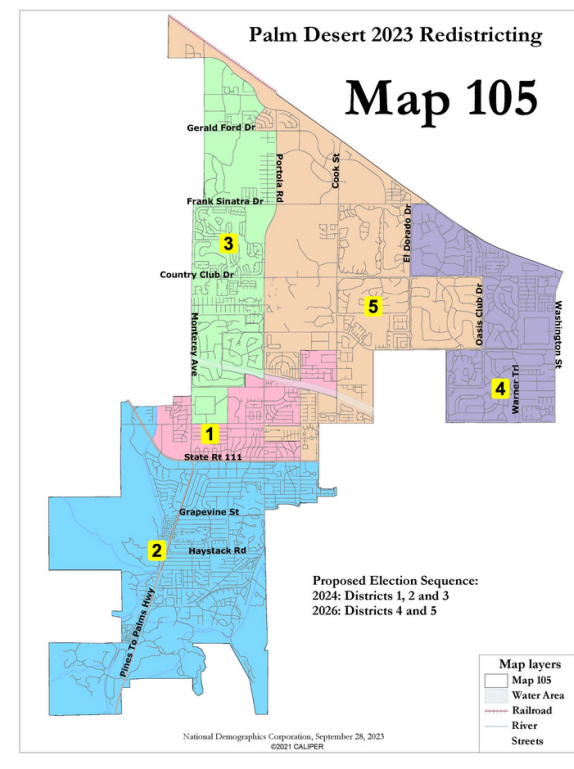 Palm Desert 2023 Redistricting
Map 105
Gerald Ford Dr
Portola Rd
Cook St
Frank Sinatra Dr
El Dorado Dr
3
Country Club Dr
5
Monterey Ave
Oasis Club Dr
Washington St
4
Warner Trl
1
State Rt 111
Grapevine St
2
Haystack Rd
Pines To Palms Hwy
Proposed Election Sequence:
2024: Districts 1, 2 and 3
2026: Districts 4 and 5
Map layers
Map 105
Water Area
Railroad
River
Streets
National Demographics Corporation, September 28, 2023
©2021 CALIPER